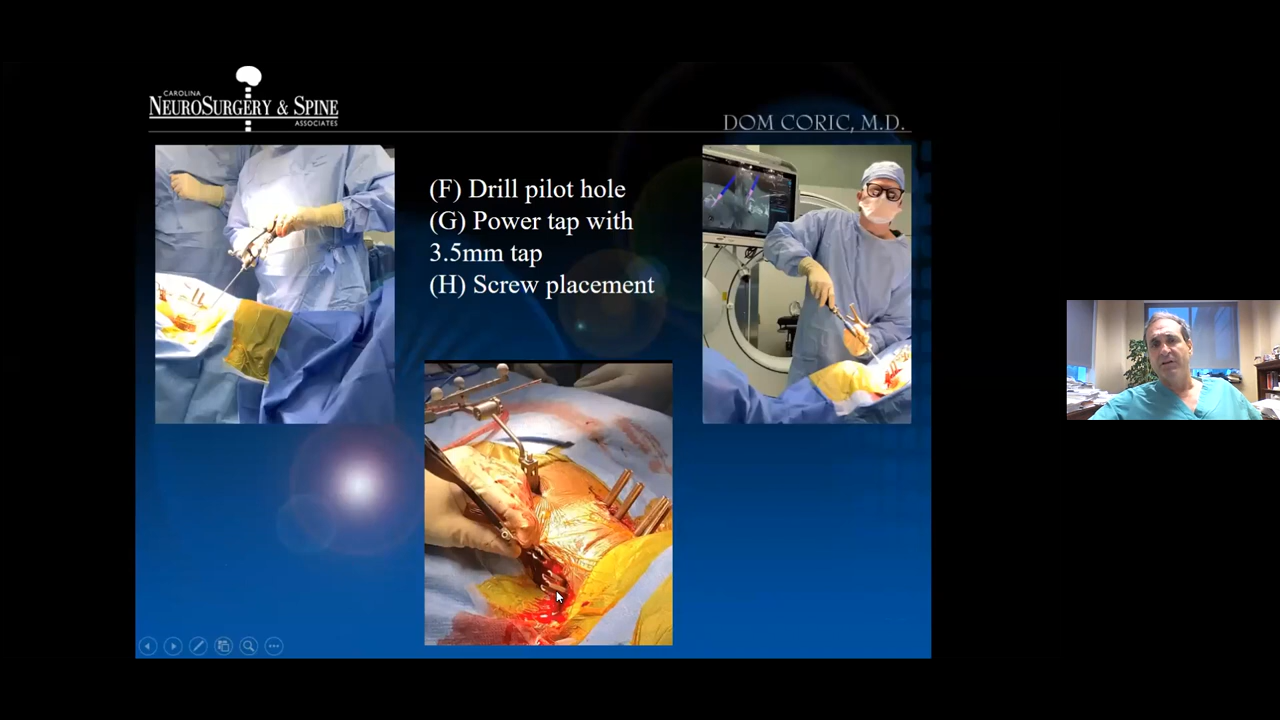 CAROLINA
NEUROSURGERY & SPINE
ASSOCIATES
DOM CORIC, M.D.
(F) Drill pilot hole
(G) Power tap with
3.5mm tap
(H) Screw placement